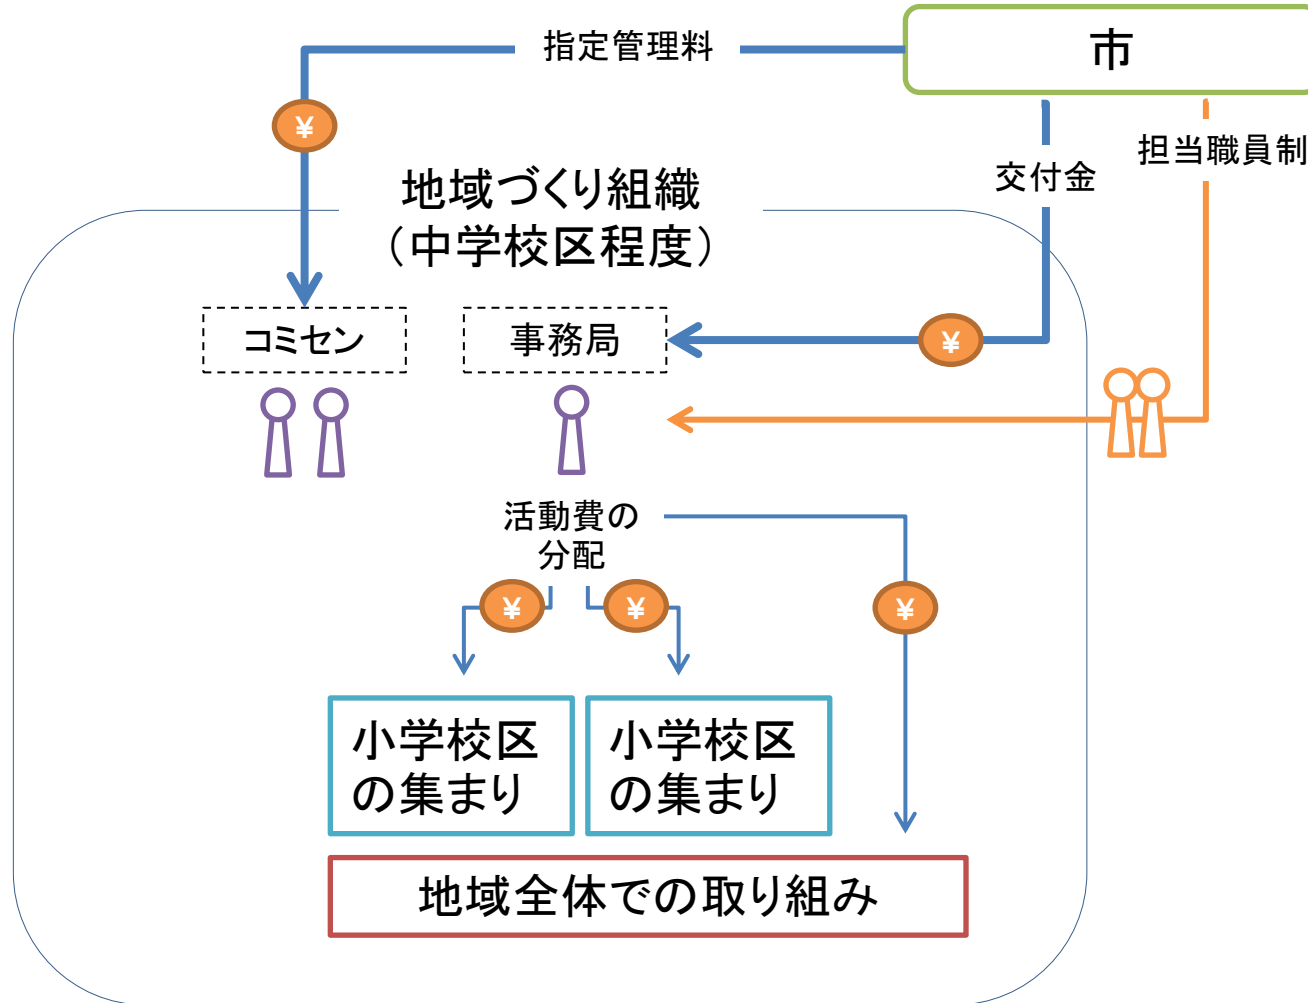 指定管理料
市
¥
担当職員制
交付金
地域づくり組織
（中学校区程度）
コミセン
事務局
¥
活動費の
分配
¥
¥
¥
小学校区
の集まり
小学校区
の集まり
地域全体での取り組み